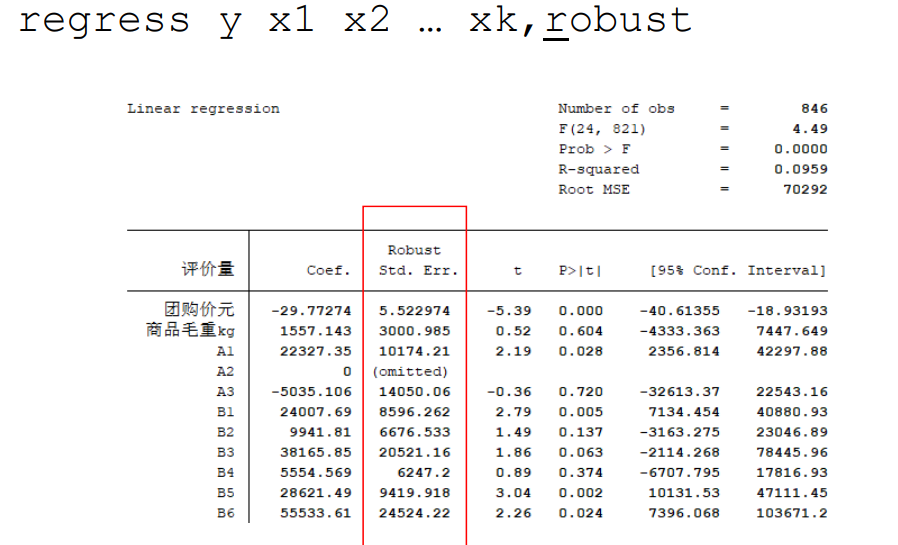 regress y x1 x2 … xk,robust
Linear regression
Number of obs = 846
F(24, 821) = 4.49
Prob > F = 0.0000
R-squared = 0.0959
Root MSE = 70292
Robust
评价量 Coef. Std. Err. t P>|t| [95% Conf. Interval]
团购价元 -29.77274 5.522974 -5.39 0.000 -40.61355 -18.93193
商品毛重kg 1557.143 3000.985 0.52 0.604 -4333.363 7447.649
A1 22327.35 10174.21 2.19 0.028 2356.814 42297.88
A2 0 (omitted)
A3 -5035.106 14050.06 -0.36 0.720 -32613.37 22543.16
B1 24007.69 8596.262 2.79 0.005 7134.454 40880.93
B2 9941.81 6676.533 1.49 0.137 -3163.275 23046.89
B3 38165.85 20521.16 1.86 0.063 -2114.268 78445.96
B4 5554.569 6247.2 0.89 0.374 -6707.795 17816.93
B5 28621.49 9419.918 3.04 0.002 10131.53 47111.45
B6 55533.61 24524.22 2.26 0.024 7396.068 103671.2